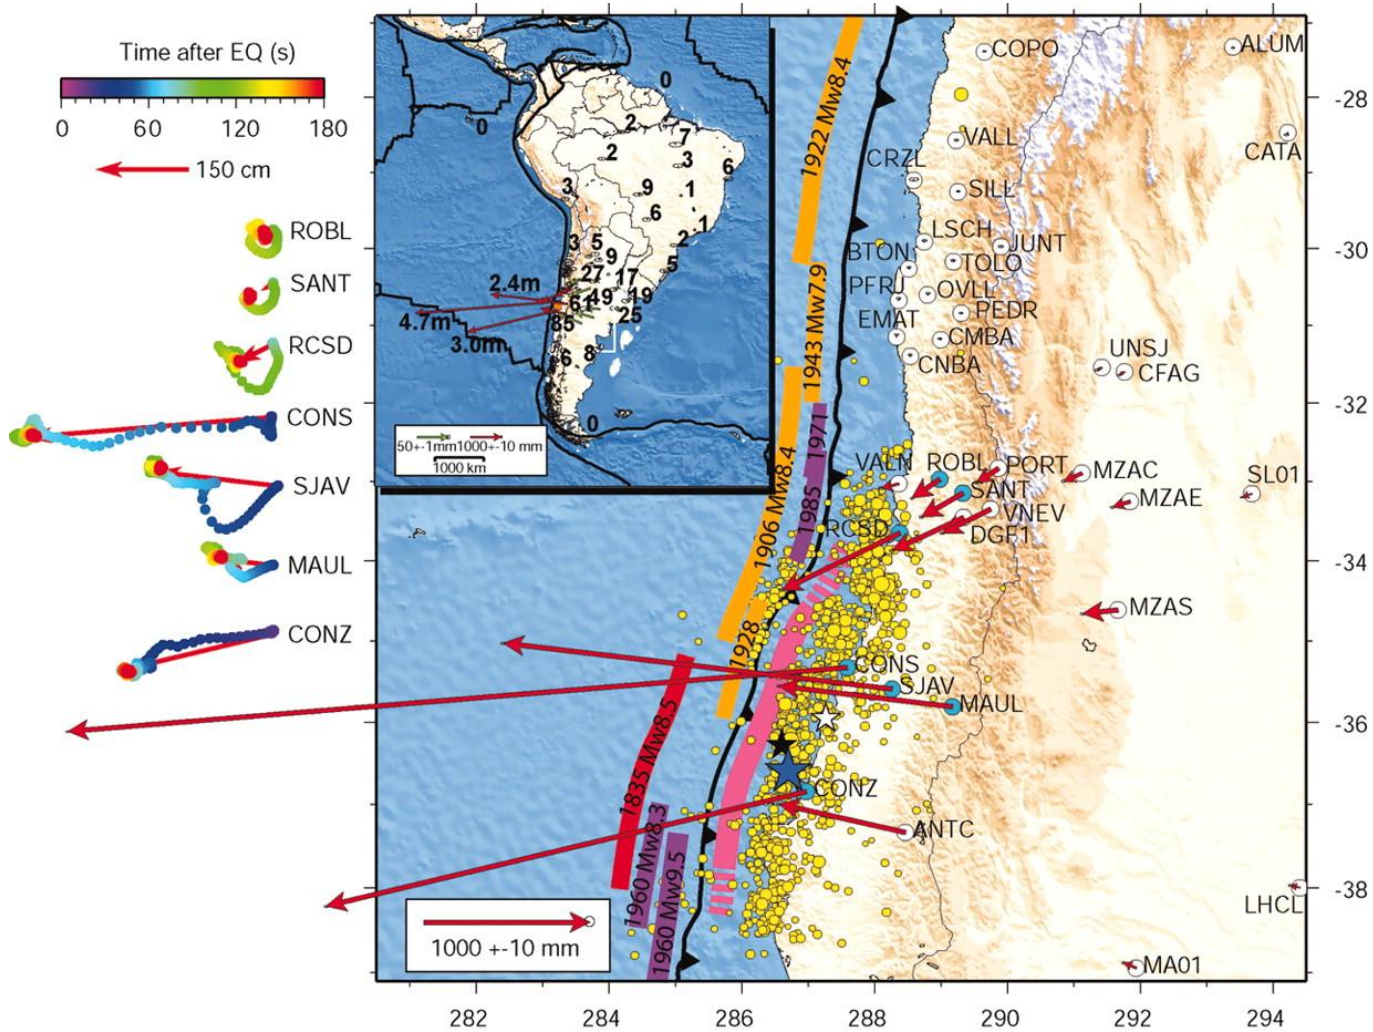 Time after EQ (s)
0 60 120 180
150 cm
ROBL
SANT
RCSD
CONS
SJAV
MAUL
CONZ
0
0
2
7
2
3
6
3
9
1
6
1
3
5
2
9
5
27
17
2.4m
49
19
61
4.7m
85
25
3.0m
6
8
0
50+-1mm 1000+-10 mm
1000 km
1922 Mw8.4
1943 Mw7.9
1906 Mw8.4
1985 1971
1928
1835 Mw8.5
1960 Mw8.3
1960 Mw9.5
COPO
ALUM
VALL
CATA
CRZL
SILL
LSCH
JUNT
BTON
TOLO
PFRJ
OVLL
PEDR
EMAT
CMBA
CNBA
UNSJ
CFAG
VALN ROBL PORT
MZAC
SL01
SANT
MZAE
VNEV
RCSD
DGF1
MZAS
CONS
SJAV
MAUL
CONZ
ANTC
LHCL
MA01
1000 +-10 mm
-28
-30
-32
-34
-36
-38
282 284 286 288 290 292 294